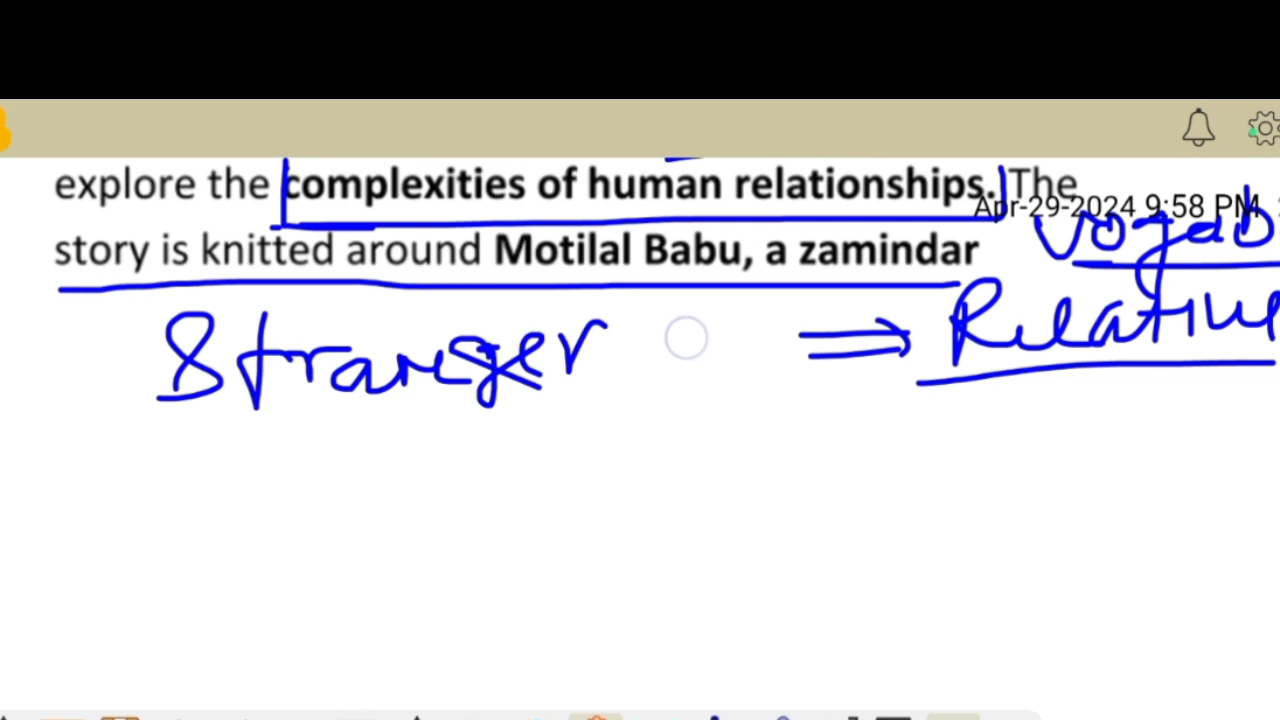 explore the complexities of human relationships. The
Apr-29-2024 9:58 PM
story is knitted around Motilal Babu, a zamindar
Stranger ⇒ Relative